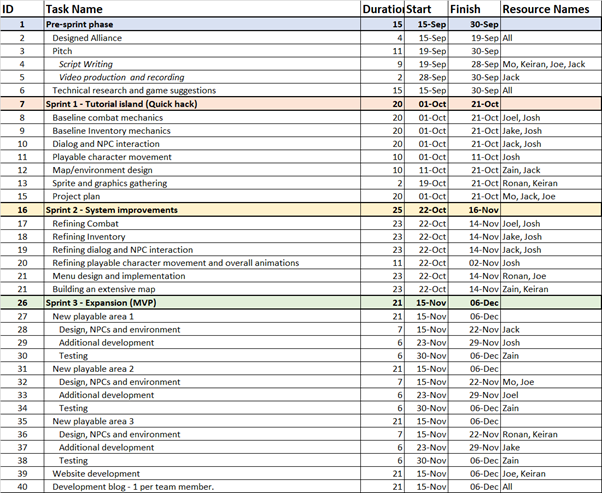 ID Task Name Duration Start Finish Resource Names
1 Pre-sprint phase 15 15-Sep 30-Sep
2 Designed Alliance 4 15-Sep 19-Sep All
3 Pitch 11 19-Sep 30-Sep
4 Script Writing 9 19-Sep 28-Sep Mo, Keiran, Joe, Jack
5 Video production and recording 2 28-Sep 30-Sep Jack
6 Technical research and game suggestions 15 15-Sep 30-Sep All
7 Sprint 1 - Tutorial island (Quick hack) 20 01-Oct 21-Oct
8 Baseline combat mechanics 20 01-Oct 21-Oct Joel, Josh
9 Baseline Inventory mechanics 20 01-Oct 21-Oct Jake, Josh
10 Dialog and NPC interaction 20 01-Oct 21-Oct Jack, Josh
11 Playable character movement 10 01-Oct 11-Oct Josh
12 Map/environment design 10 11-Oct 21-Oct Zain, Jack
13 Sprite and graphics gathering 2 19-Oct 21-Oct Ronan, Keiran
15 Project plan 20 01-Oct 21-Oct Mo, Jack, Joe
16 Sprint 2 - System improvements 25 22-Oct 16-Nov
17 Refining Combat 23 22-Oct 14-Nov Joel, Josh
18 Refining Inventory 23 22-Oct 14-Nov Jake, Josh
19 Refining dialog and NPC interaction 23 22-Oct 14-Nov Jack, Josh
20 Refining playable character movement and overall animations 11 22-Oct 02-Nov Josh
21 Menu design and implementation 23 22-Oct 14-Nov Ronan, Joe
21 Building an extensive map 23 22-Oct 14-Nov Zain, Keiran
26 Sprint 3 - Expansion (MVP) 21 15-Nov 06-Dec
27 New playable area 1 21 15-Nov 06-Dec
28 Design, NPCs and environment 7 15-Nov 22-Nov Jack
29 Additional development 6 23-Nov 29-Nov Josh
30 Testing 6 30-Nov 06-Dec Zain
31 New playable area 2 21 15-Nov 06-Dec
32 Design, NPCs and environment 7 15-Nov 22-Nov Mo, Joe
33 Additional development 6 23-Nov 29-Nov Joel
34 Testing 6 30-Nov 06-Dec Zain
35 New playable area 3 21 15-Nov 06-Dec
36 Design, NPCs and environment 7 15-Nov 22-Nov Ronan, Keiran
37 Additional development 6 23-Nov 29-Nov Jake
38 Testing 6 30-Nov 06-Dec Zain
39 Website development 21 15-Nov 06-Dec Joe, Keiran
40 Development blog - 1 per team member. 21 15-Nov 06-Dec All